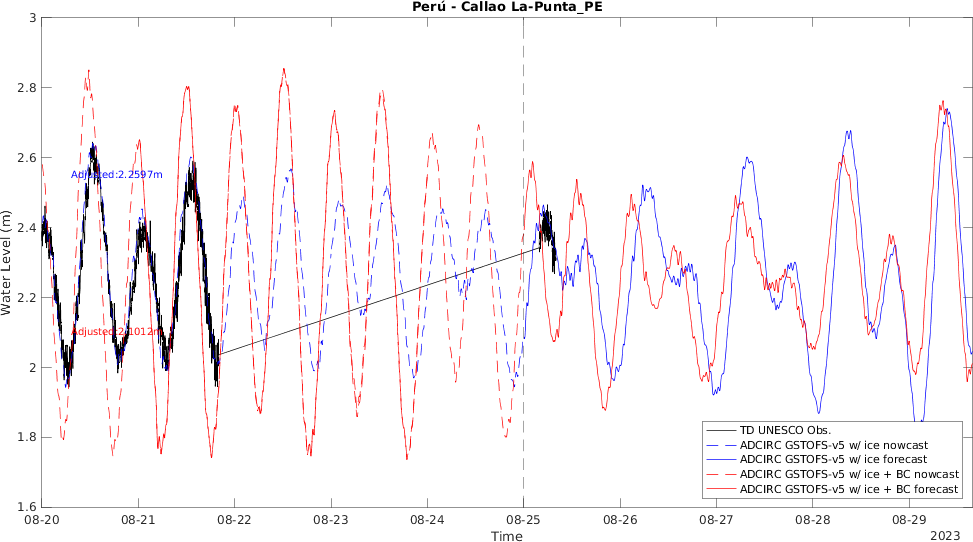 Perú - Callao La-Punta_PE
3
2.8
2.6
2.4
2.2
2
1.8
1.6
Water Level (m)
Adjusted:2.2597m
Adjusted:2.1012m
TD UNESCO Obs.
ADCIRC GSTOFS-v5 w/ ice nowcast
ADCIRC GSTOFS-v5 w/ ice forecast
ADCIRC GSTOFS-v5 w/ ice + BC nowcast
ADCIRC GSTOFS-v5 w/ ice + BC forecast
08-20 08-21 08-22 08-23 08-24 08-25 08-26 08-27 08-28 08-29
Time
2023